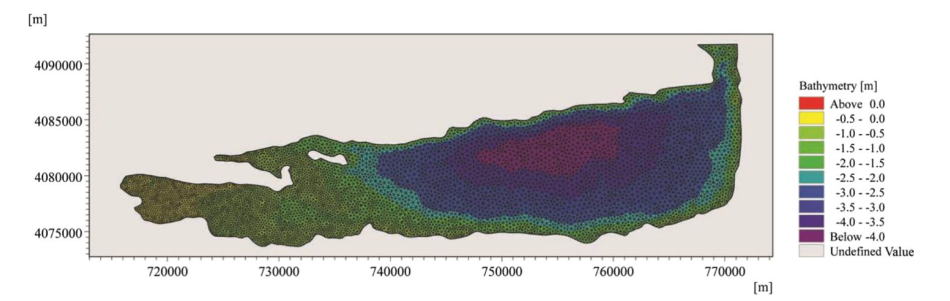 [m]
4090000
4085000
4080000
4075000
720000 730000 740000 750000 760000 770000
[m]
Bathymetry [m]
Above 0.0
-0.5 - 0.0
-1.0 - -0.5
-1.5 - -1.0
-2.0 - -1.5
-2.5 - -2.0
-3.0 - -2.5
-3.5 - -3.0
-4.0 - -3.5
Below -4.0
Undefined Value